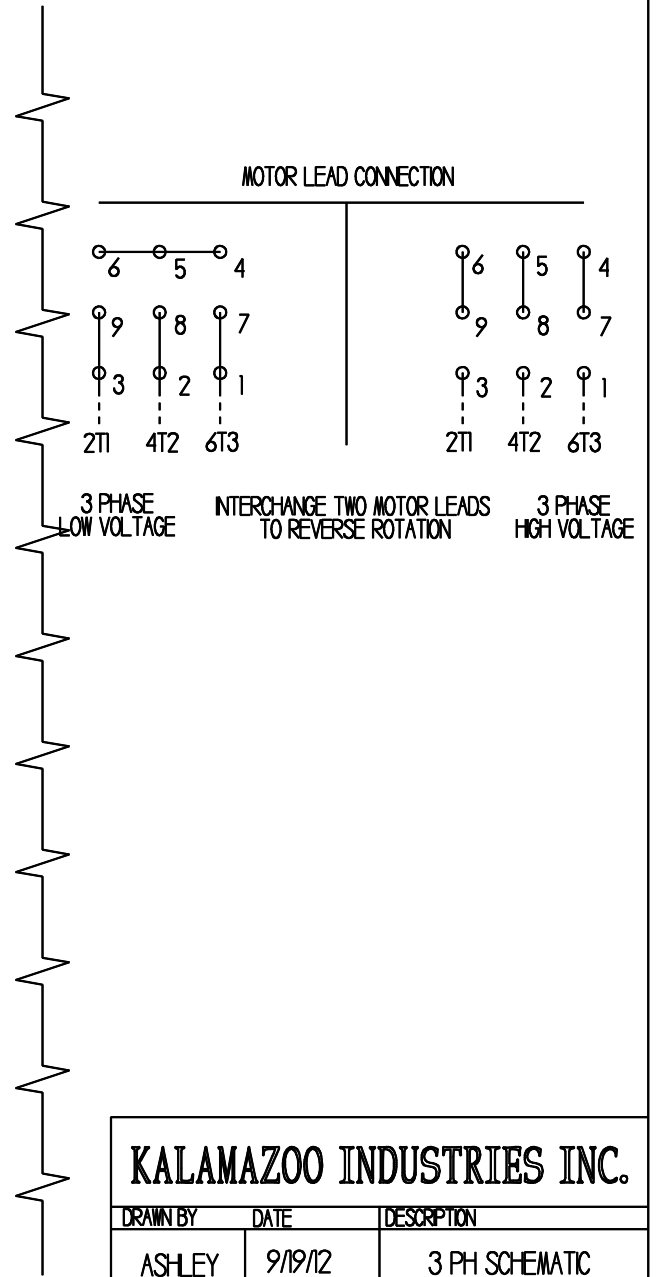 MOTOR LEAD CONNECTION
6 5 4 6 5 4
9 8 7 9 8 7
3 2 1 3 2 1
2T1 4T2 6T3 2T1 4T2 6T3
3 PHASE
LOW VOLTAGE
INTERCHANGE TWO MOTOR LEADS
TO REVERSE ROTATION
3 PHASE
HIGH VOLTAGE
KALAMAZOO INDUSTRIES INC.
DRAWN BY DATE DESCRIPTION
ASHLEY 9/19/12 3 PH SCHEMATIC